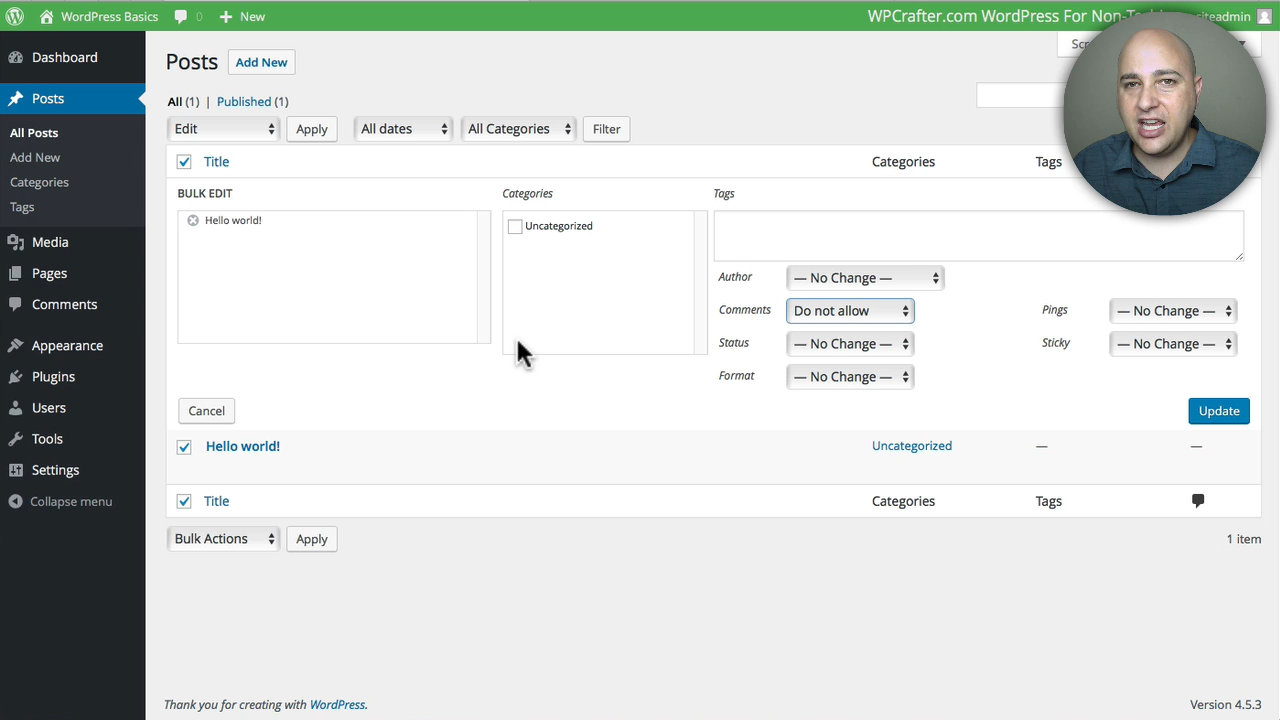 WordPress Basics 0 New
WPCrafter.com WordPress For Non-Te siteadmin
Dashboard
Posts
All Posts
Add New
Categories
Tags
Media
Pages
Comments
Appearance
Plugins
Users
Tools
Settings
Collapse menu
Posts Add New
All (1) | Published (1)
Edit Apply All dates All Categories Filter
Title Categories Tags
BULK EDIT Categories Tags
Hello world! Uncategorized
Author — No Change —
Comments Do not allow Pings — No Change —
Status — No Change — Sticky — No Change —
Format — No Change —
Cancel Update
Hello world! Uncategorized — —
Title Categories Tags
Bulk Actions Apply 1 item
Thank you for creating with WordPress. Version 4.5.3